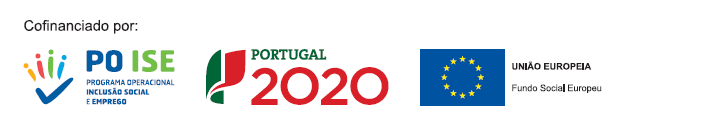 Cofinanciado por:
PO ISE
PROGRAMA OPERACIONAL
INCLUSÃO SOCIAL
E EMPREGO
PORTUGAL
2020
UNIÃO EUROPEIA
Fundo Social Europeu